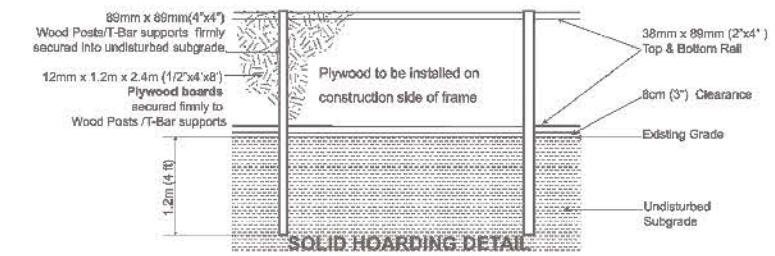 89mm x 89mm(4"x4")
Wood Posts/T-Bar supports firmly
secured into undisturbed subgrade
12mm x 1.2m x 2.4m (1/2"x4'x8')
Plywood boards
secured firmly to
Wood Posts /T-Bar supports
1.2m (4 ft)
Plywood to be installed on
construction side of frame
38mm x 89mm (2"x4" )
Top & Bottom Rail
8cm (3") Clearance
Existing Grade
Undisturbed
Subgrade
SOLID HOARDING DETAIL